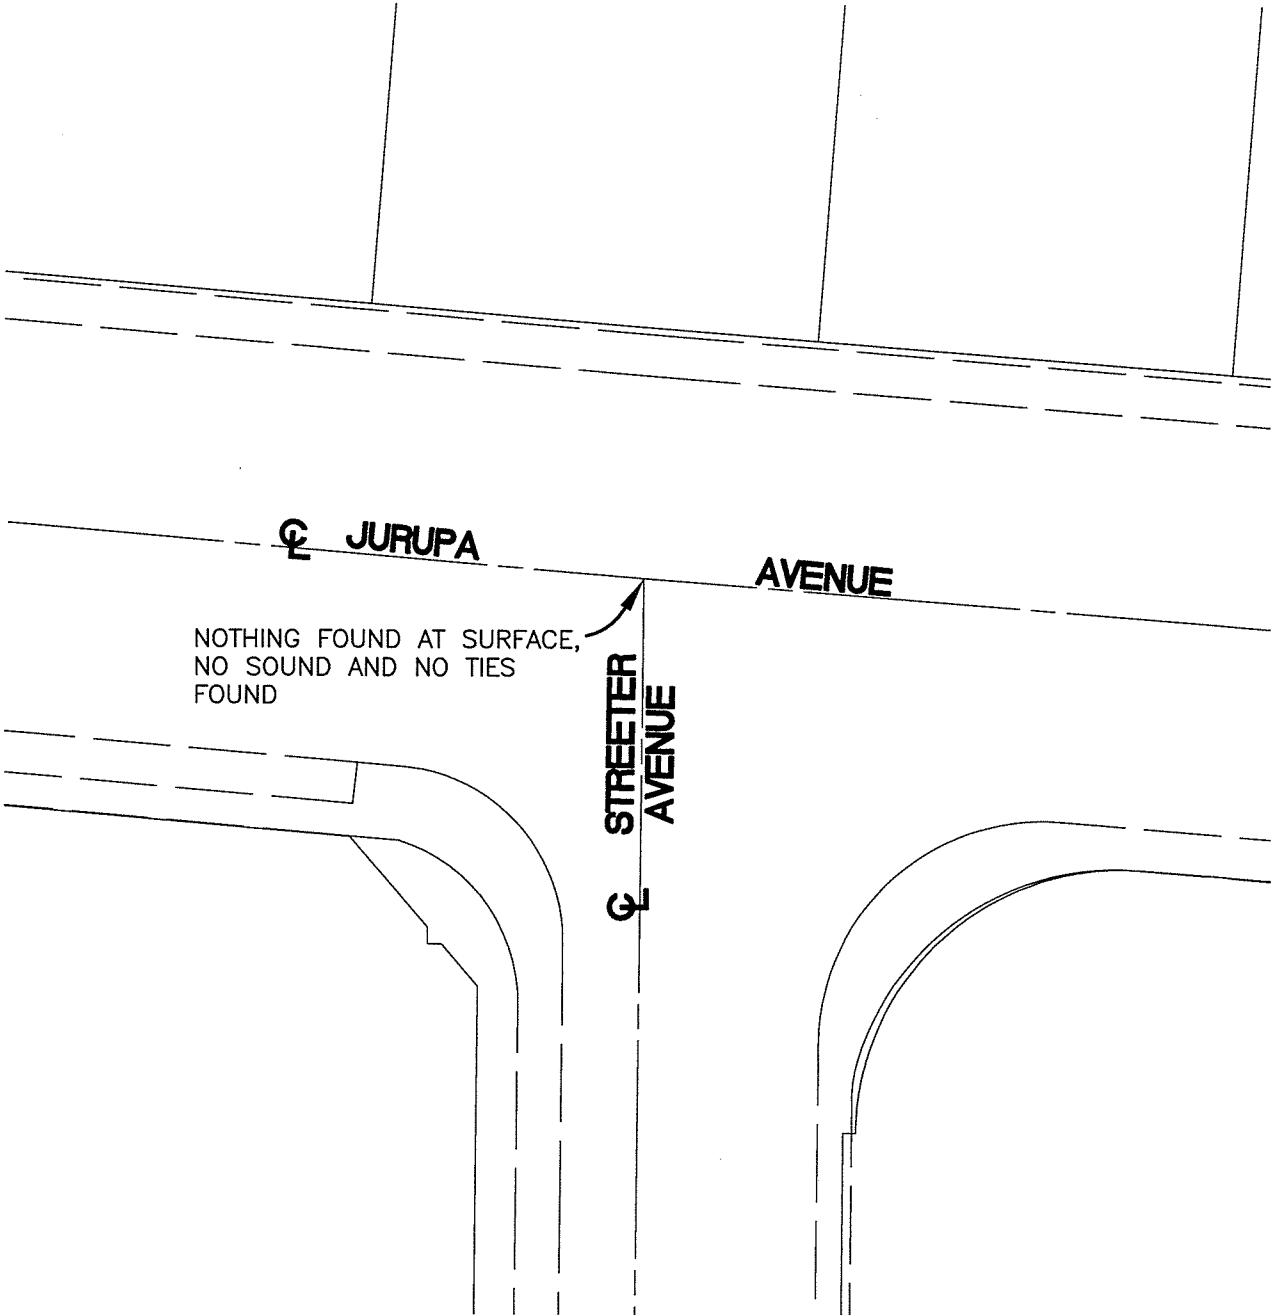 ℄ JURUPA AVENUE
NOTHING FOUND AT SURFACE,
NO SOUND AND NO TIES
FOUND
℄ STREETER
AVENUE